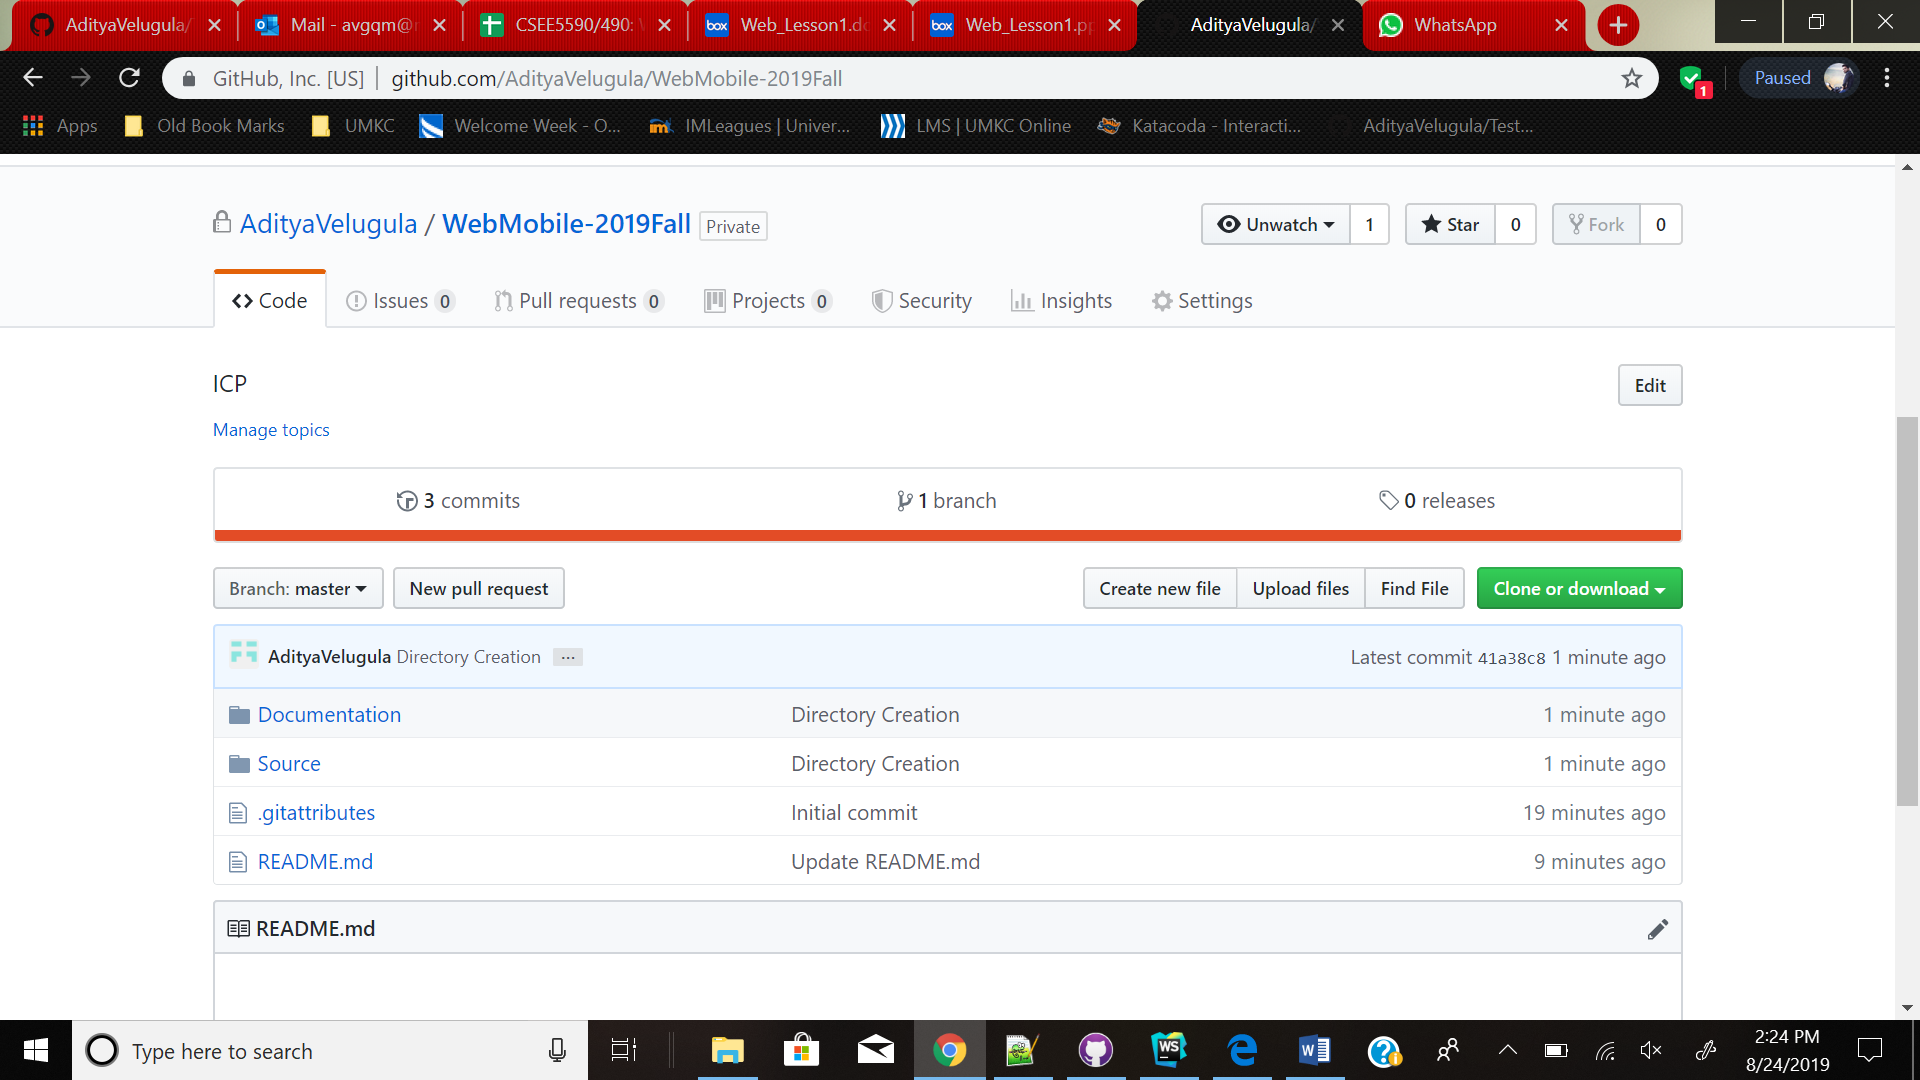 AdityaVelugula/
Mail - avgqm@
CSEE5590/490:
Web_Lesson1.do
Web_Lesson1.pp
AdityaVelugula/
WhatsApp
GitHub, Inc. [US]
github.com/AdityaVelugula/WebMobile-2019Fall
1
Paused
Apps
Old Book Marks
UMKC
Welcome Week - O...
IMLeagues | Univer...
LMS | UMKC Online
Katacoda - Interacti...
AdityaVelugula/Test...
AdityaVelugula / WebMobile-2019Fall Private
Unwatch 1
Star 0
Fork 0
Code
Issues 0
Pull requests 0
Projects 0
Security
Insights
Settings
ICP
Edit
Manage topics
3 commits
1 branch
0 releases
Branch: master
New pull request
Create new file
Upload files
Find File
Clone or download
AdityaVelugula Directory Creation ...
Latest commit 41a38c8 1 minute ago
Documentation Directory Creation 1 minute ago
Source Directory Creation 1 minute ago
.gitattributes Initial commit 19 minutes ago
README.md Update README.md 9 minutes ago
README.md
Type here to search
2:24 PM
8/24/2019